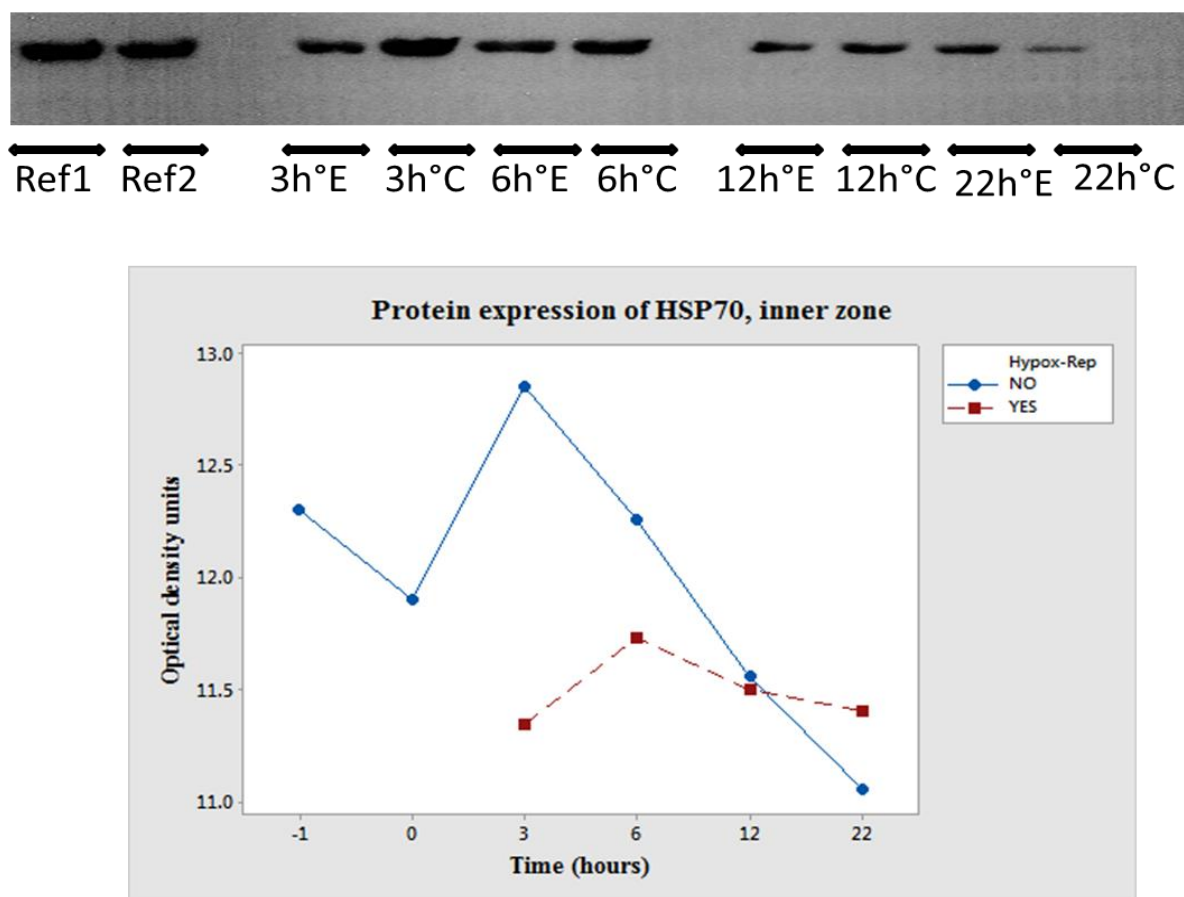 Ref1 Ref2 3h°E 3h°C 6h°E 6h°C 12h°E 12h°C 22h°E 22h°C
Protein expression of HSP70, inner zone
13.0
12.5
12.0
11.5
11.0
Optical density units
-1 0 3 6 12 22
Time (hours)
Hypox-Rep
NO
YES